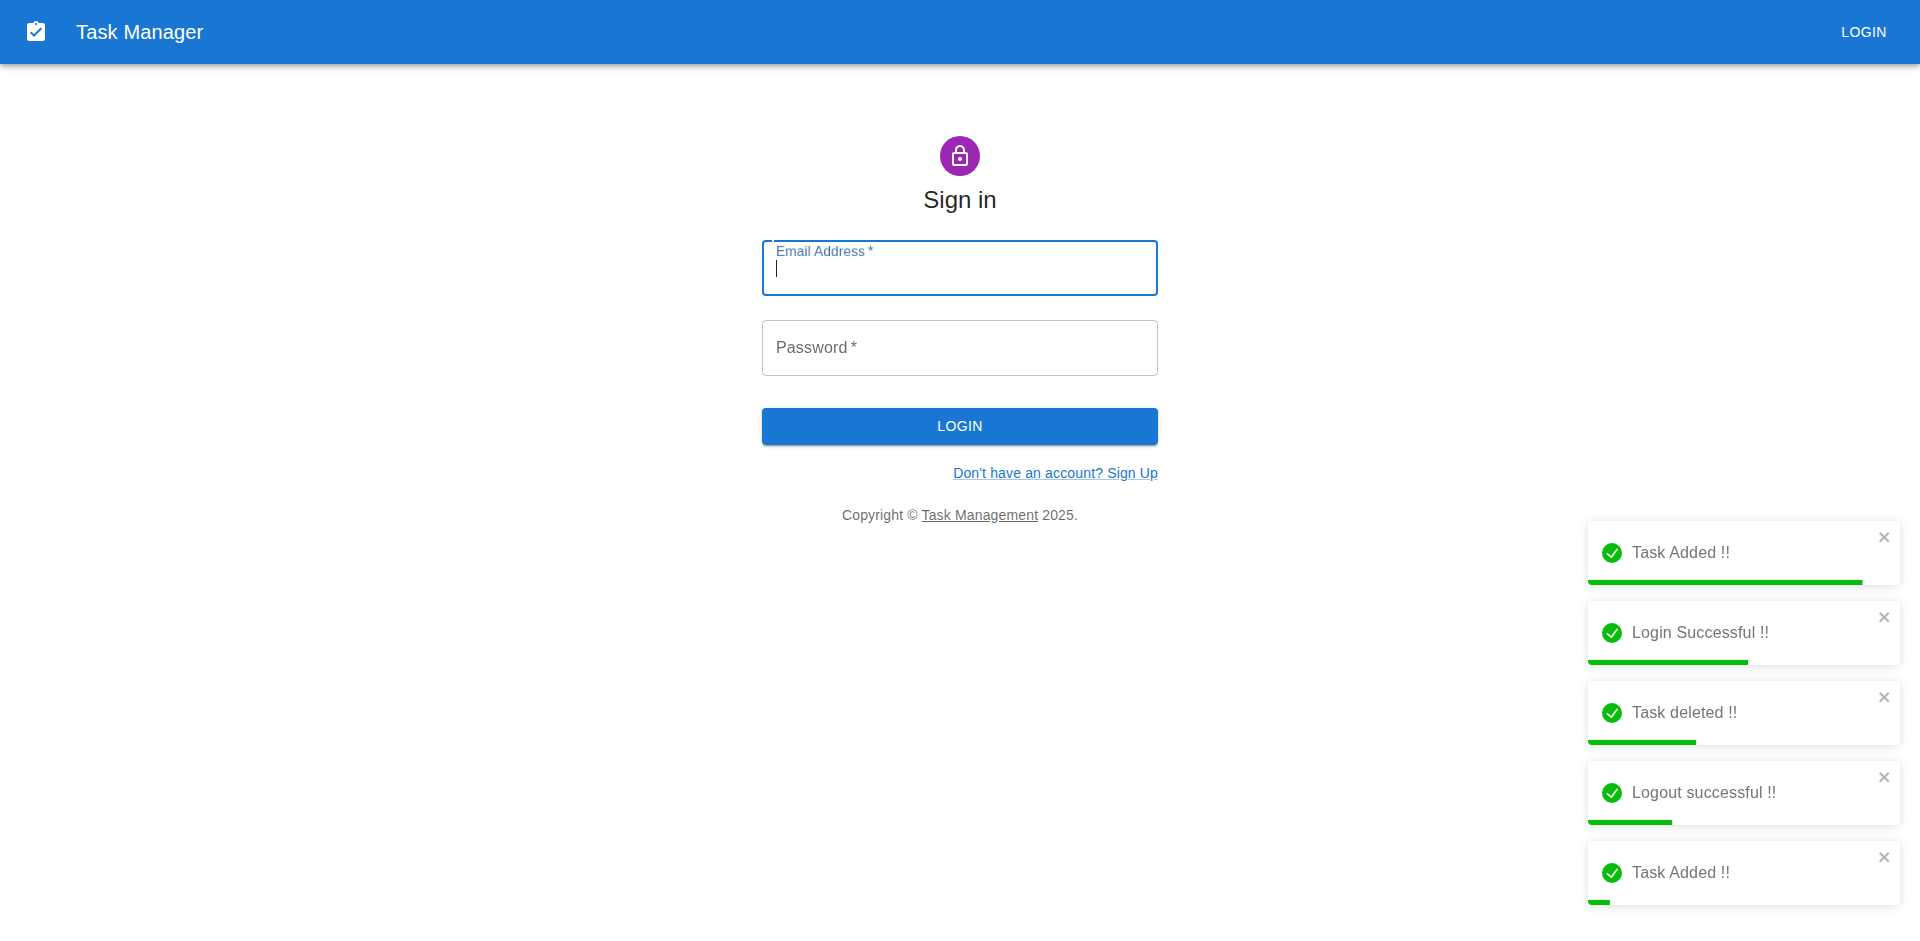 Task Manager
LOGIN
Sign in
Email Address *
Password *
LOGIN
Don't have an account? Sign Up
Copyright © Task Management 2025.
Task Added !!
Login Successful !!
Task deleted !!
Logout successful !!
Task Added !!